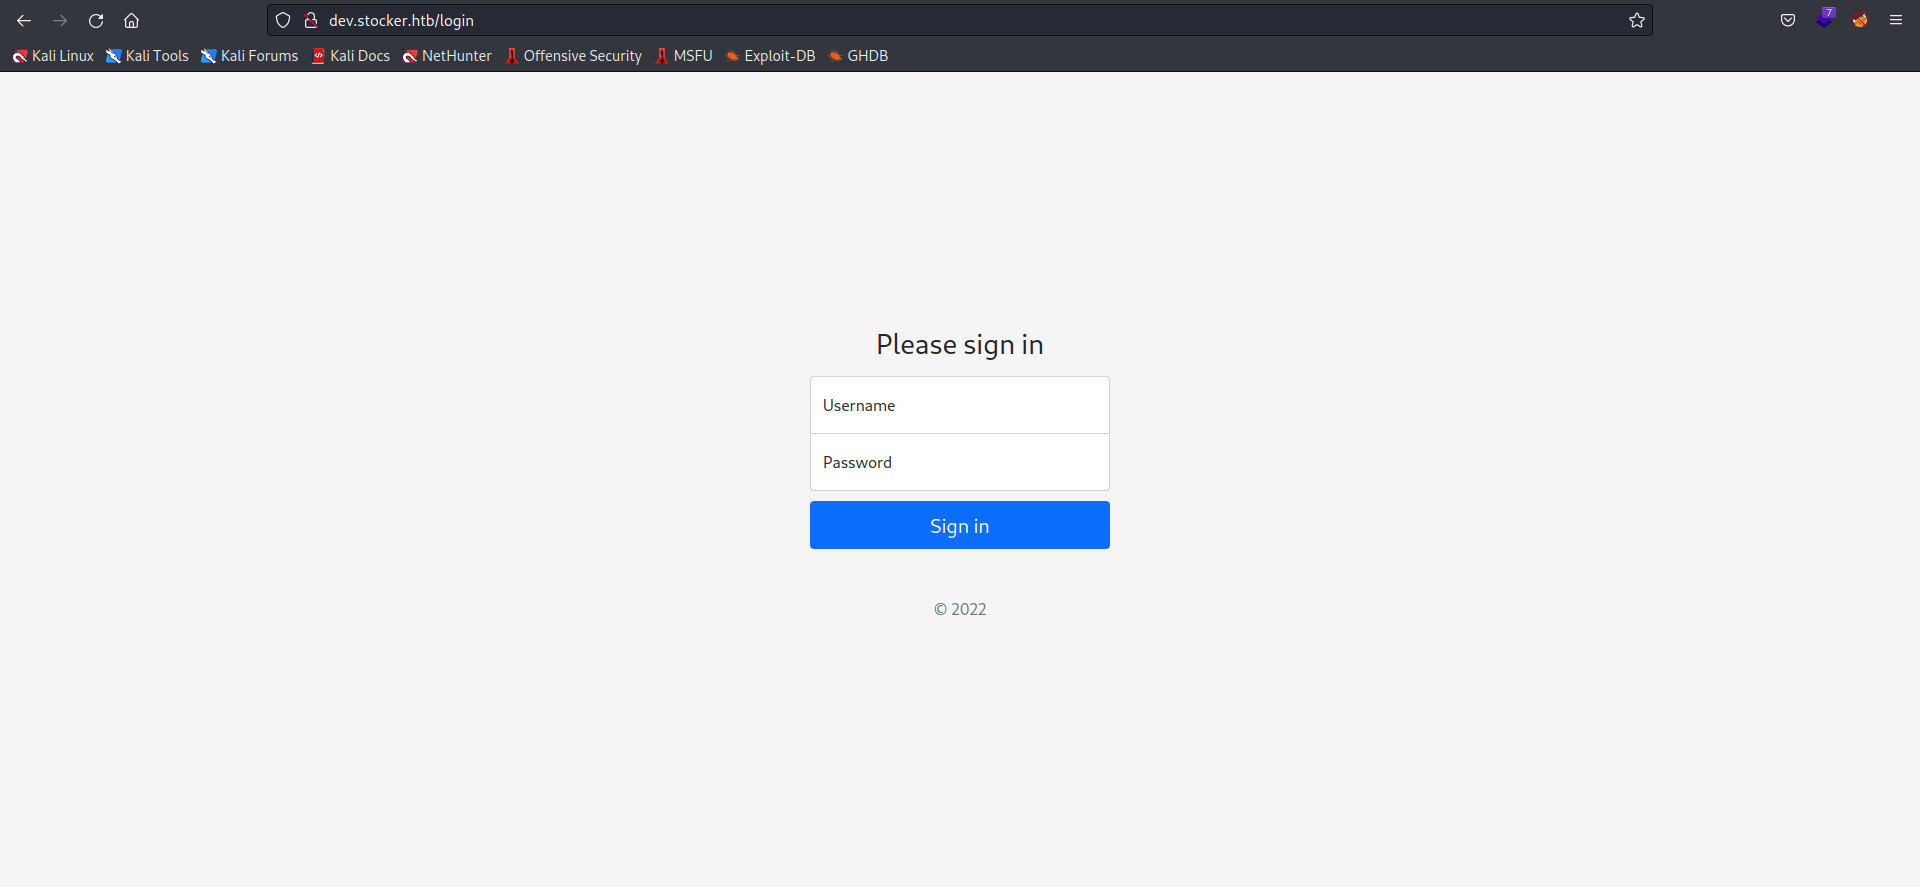 dev.stocker.htb/login
7
Kali Linux Kali Tools Kali Forums Kali Docs NetHunter Offensive Security MSFU Exploit-DB GHDB
Please sign in
Username
Password
Sign in
© 2022